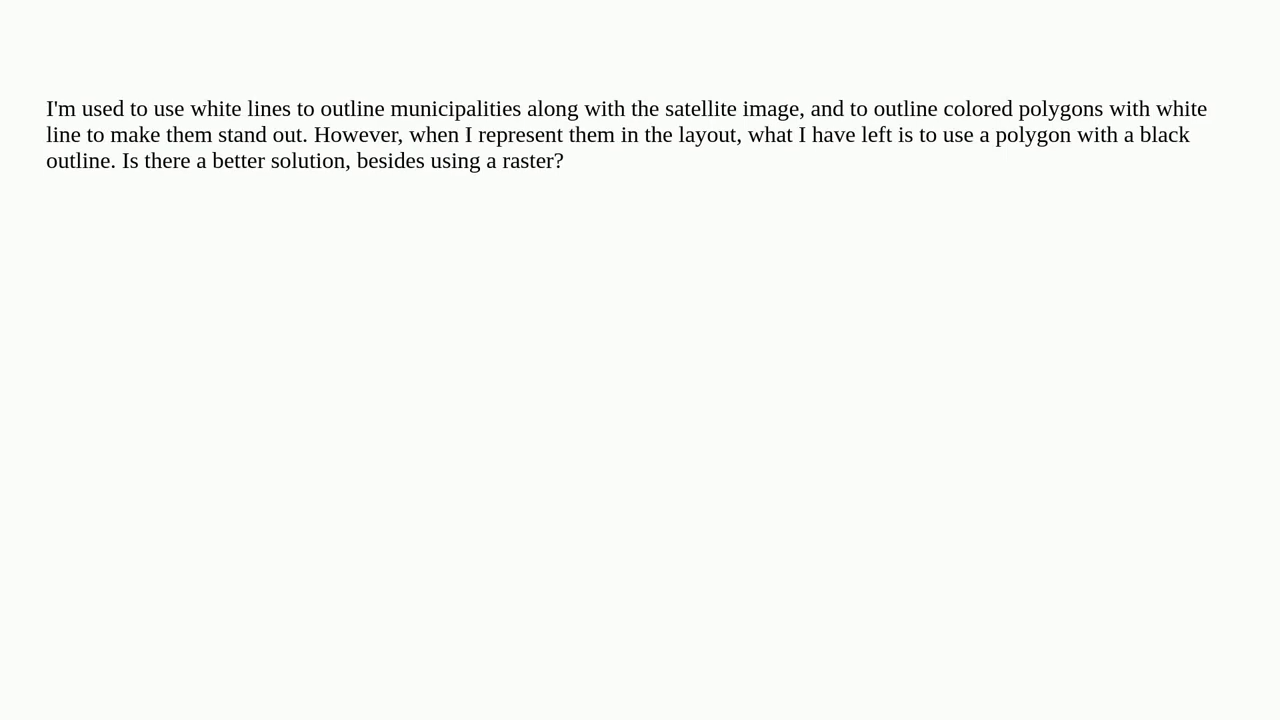 I'm used to use white lines to outline municipalities along with the satellite image, and to outline colored polygons with white
line to make them stand out. However, when I represent them in the layout, what I have left is to use a polygon with a black
outline. Is there a better solution, besides using a raster?